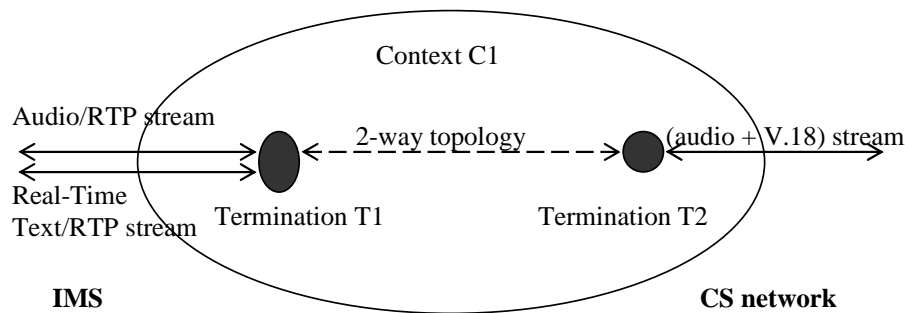 Context C1
Audio/RTP stream
2-way topology
(audio + V.18) stream
Real-Time
Text/RTP stream
Termination T1
Termination T2
IMS
CS network